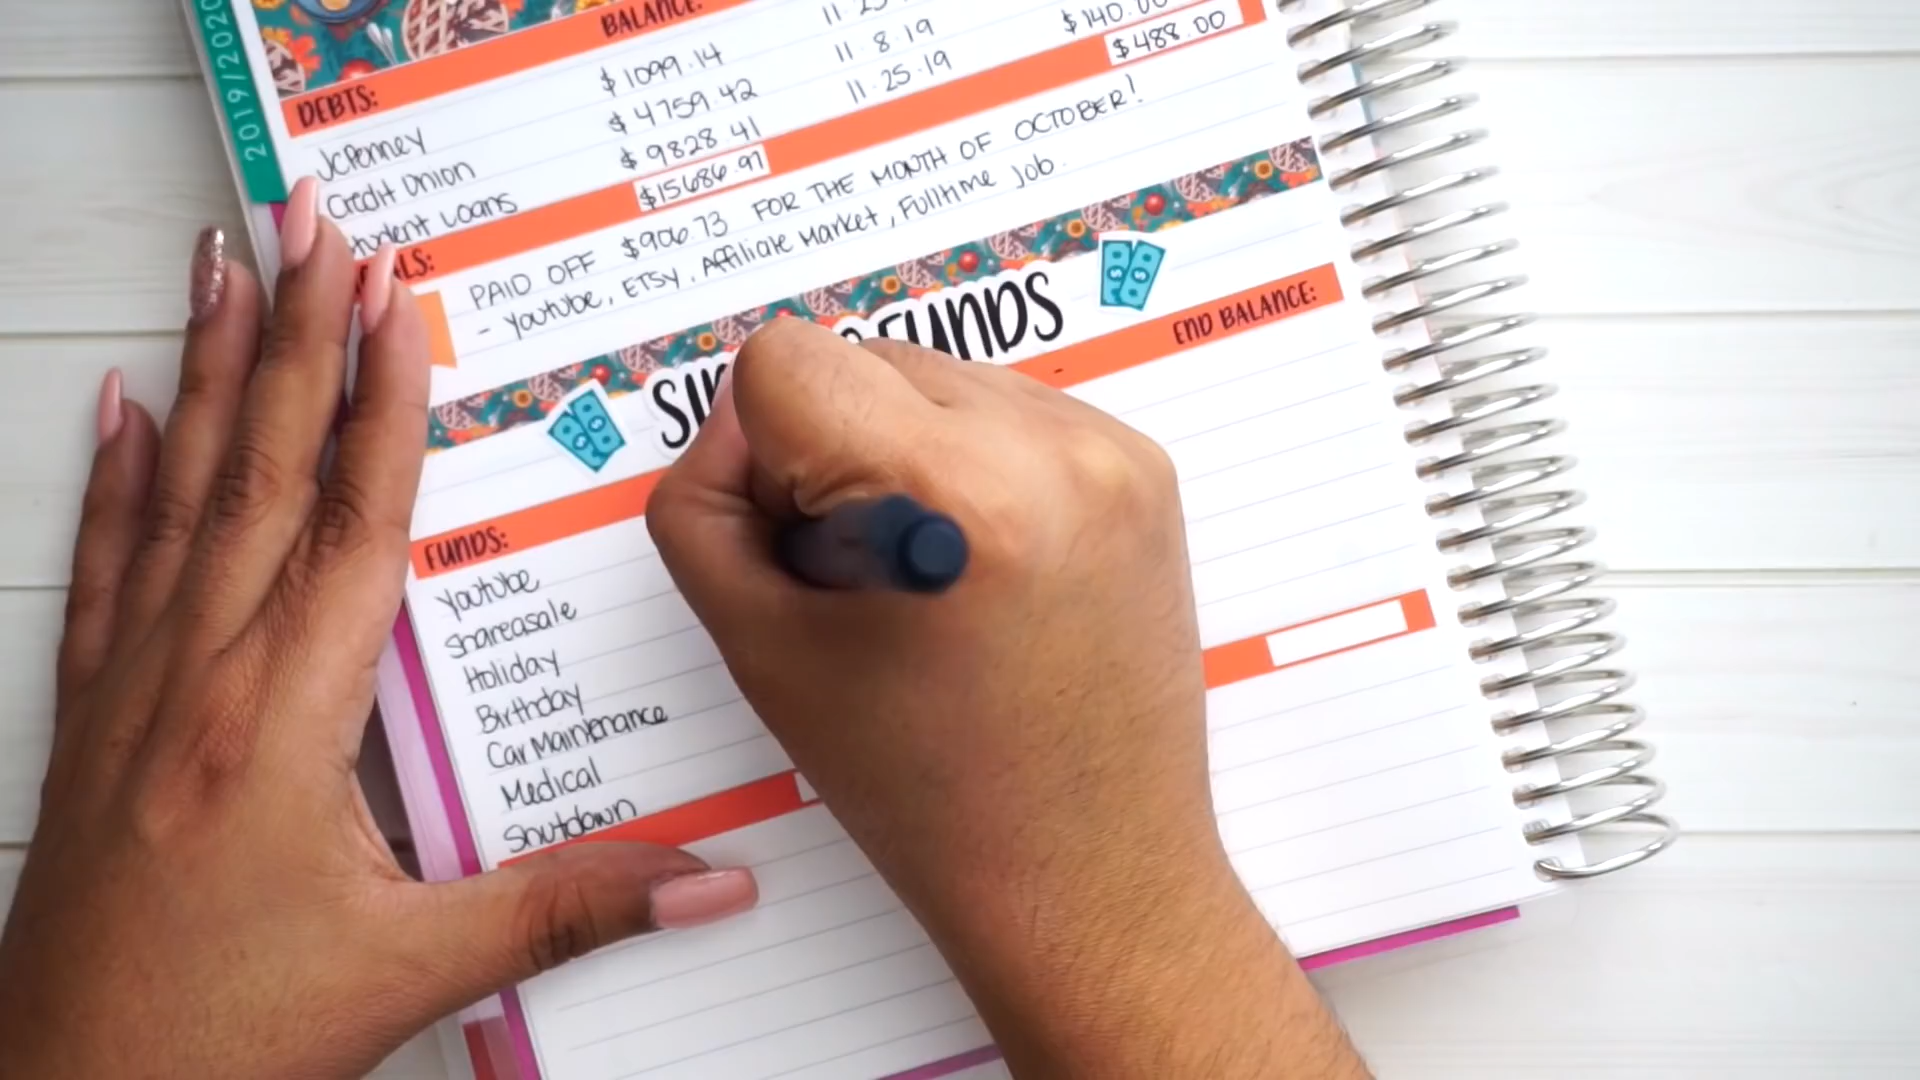 2019/2020
BALANCE:
DEBTS:
JCPenney $1099.14
Credit Union $4759.42 11.8.19 $140.00
Student Loans $9828.41 11.25.19 $488.00
$15686.97
PAID OFF $906.73 FOR THE MONTH OF OCTOBER!
- Youtube, ETSY, Affiliate Market, Fulltime Job.
FUNDS
END BALANCE:
FUNDS:
Youtube
Shareasale
Holiday
Birthday
Car Maintenance
Medical
Shutdown